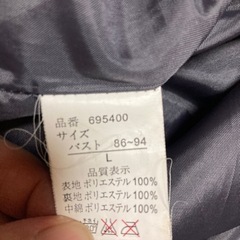 品番 695400
サイズ
バスト 86~94
L
品質表示
表地 ポリエステル100%
裏地 ポリエステル100%
中綿 ポリエステル100%